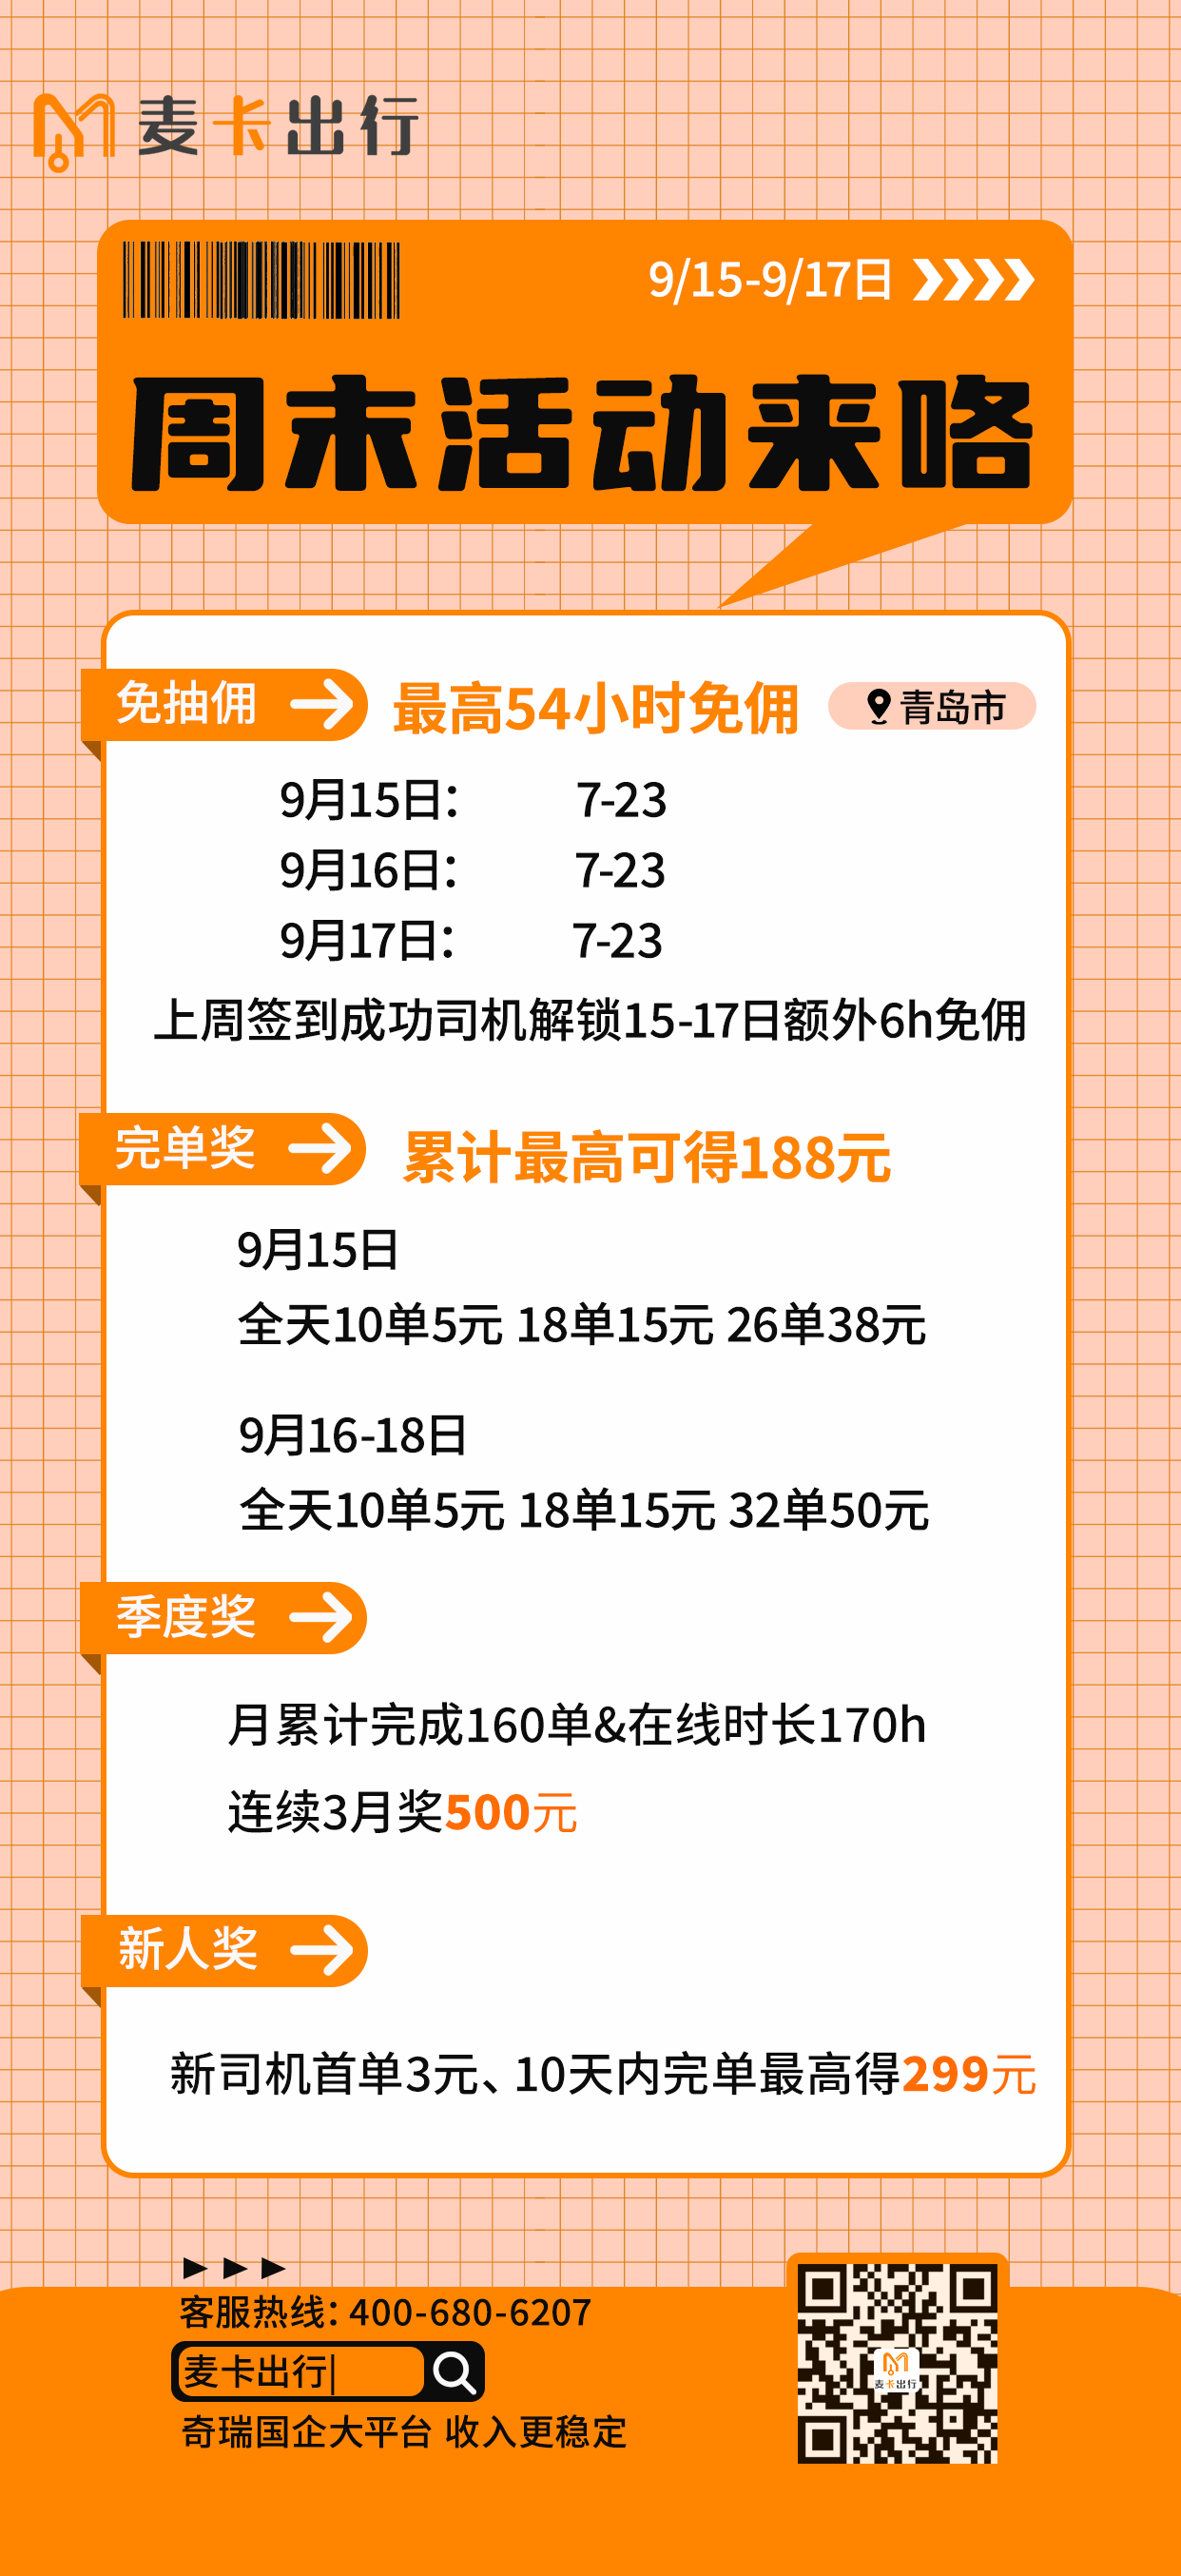 麦卡出行
9/15-9/17日
周末活动来咯
免抽佣
最高54小时免佣
青岛市
9月15日： 7-23
9月16日： 7-23
9月17日： 7-23
上周签到成功司机解锁15-17日额外6h免佣
完单奖
累计最高可得188元
9月15日
全天10单5元 18单15元 26单38元
9月16-18日
全天10单5元 18单15元 32单50元
季度奖
月累计完成160单&在线时长170h
连续3月奖500元
新人奖
新司机首单3元、10天内完单最高得299元
客服热线：400-680-6207
麦卡出行|
奇瑞国企大平台 收入更稳定
麦卡出行